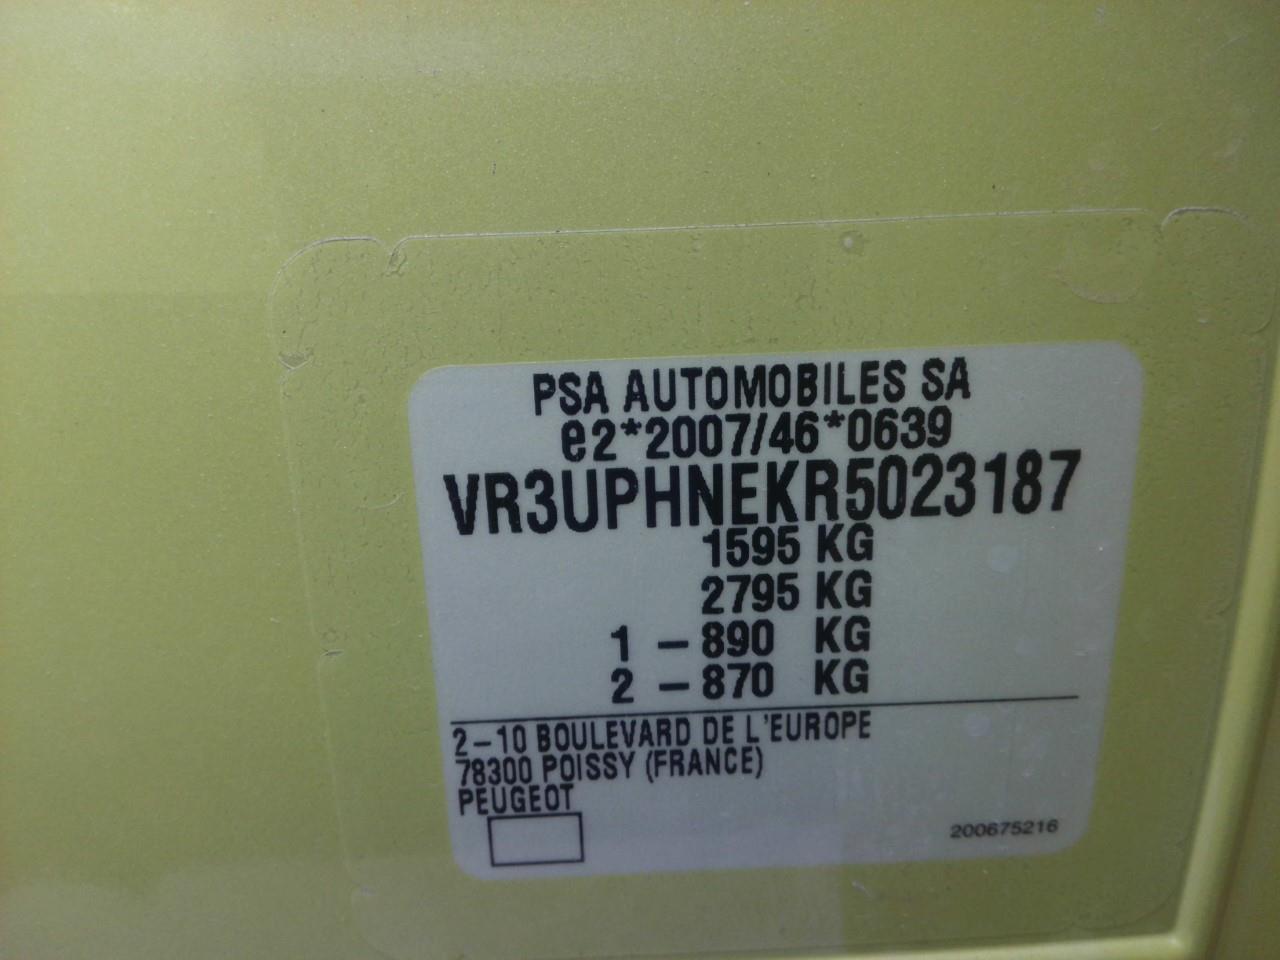 PSA AUTOMOBILES SA
e2*2007/46*0639
VR3UPHNEKR5023187
1595 KG
2795 KG
1 - 890 KG
2 - 870 KG
2-10 BOULEVARD DE L'EUROPE
78300 POISSY (FRANCE)
PEUGEOT
200675216